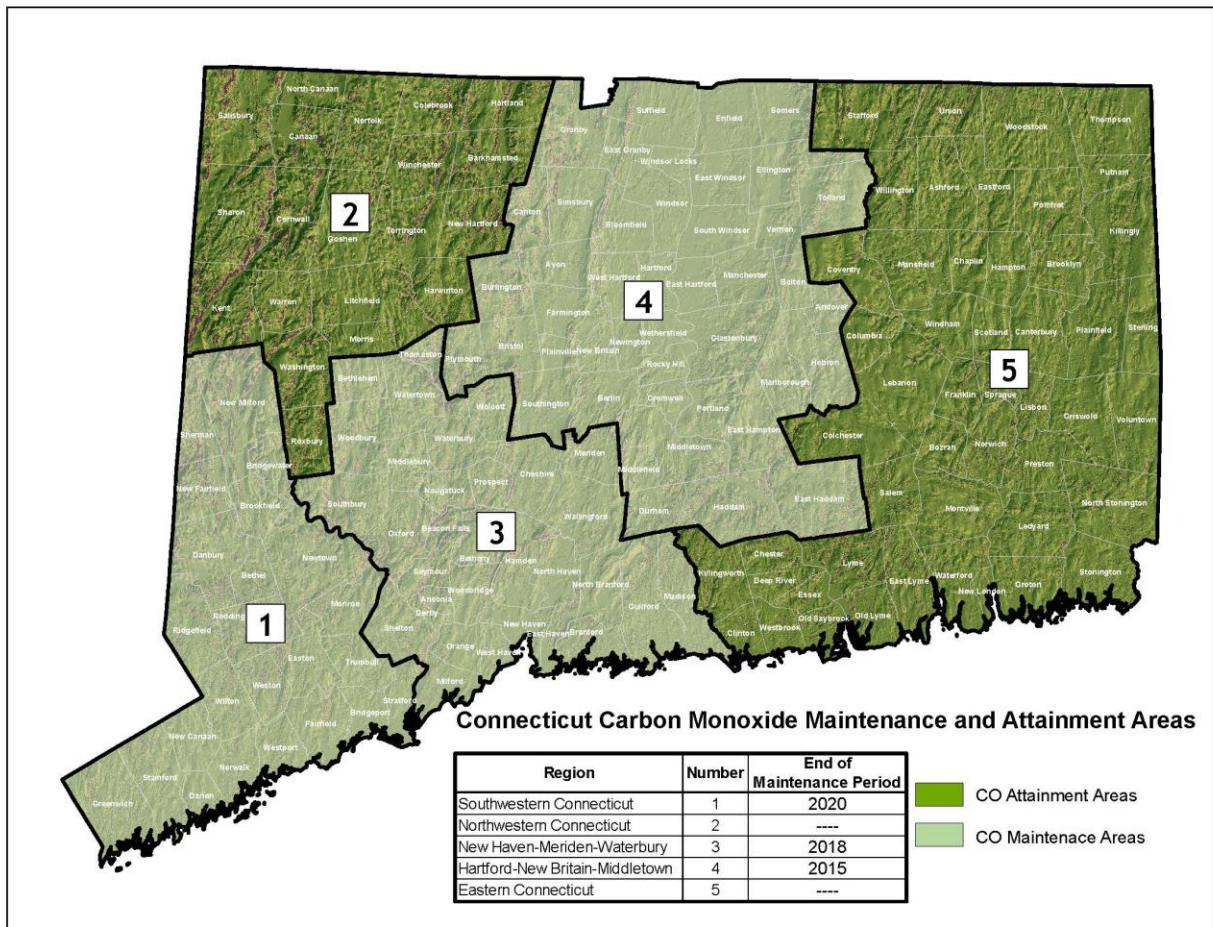 North Canaan
Colebrook
Hartland
Salisbury
Norfolk
Canaan
Winchester
Barkhamsted
Sharon
Cornwall
2
Goshen
Torrington
New Hartford
Kent
Warren
Litchfield
Harwinton
Morris
Washington
Roxbury
Suffield
Somers
Granby
Enfield
East Granby
Windsor Locks
Ellington
East Windsor
Simsbury
Windsor
Tolland
Canton
Bloomfield
South Windsor
Vernon
Avon
Hartford
West Hartford
Manchester
East Hartford
Bolton
Burlington
4
Andover
Farmington
Wethersfield
Glastonbury
Bristol
Newington
Plainville
New Britain
Rocky Hill
Hebron
Plymouth
Marlborough
Southington
Berlin
Cromwell
Portland
East Hampton
Middletown
Middlefield
East Haddam
Haddam
Durham
Stafford
Union
Woodstock
Thompson
Putnam
Willington
Ashford
Eastford
Pomfret
Killingly
Coventry
Mansfield
Chaplin
Hampton
Brooklyn
Columbia
Windham
Scotland
Canterbury
Plainfield
Sterling
5
Lebanon
Franklin
Sprague
Lisbon
Griswold
Voluntown
Colchester
Bozrah
Norwich
Preston
Salem
Montville
North Stonington
Ledyard
Chester
Killingworth
Lyme
Deep River
Essex
East Lyme
Waterford
New London
Groton
Stonington
Clinton
Westbrook
Old Saybrook
Old Lyme
Thomaston
Bethlehem
Watertown
Wolcott
Woodbury
Waterbury
Middlebury
Meriden
Cheshire
Prospect
Naugatuck
Southbury
Wallingford
Oxford
Beacon Falls
3
Bethany
Hamden
Seymour
North Haven
Woodbridge
North Branford
Ansonia
Derby
Madison
Guilford
Shelton
New Haven
East Haven
Branford
Orange
West Haven
Milford
New Milford
Sherman
Bridgewater
New Fairfield
Brookfield
Danbury
Newtown
Bethel
Redding
1
Monroe
Ridgefield
Easton
Trumbull
Weston
Wilton
Stratford
Bridgeport
Fairfield
New Canaan
Westport
Norwalk
Stamford
Darien
Greenwich
Connecticut Carbon Monoxide Maintenance and Attainment Areas
Region Number End of Maintenance Period
Southwestern Connecticut 1 2020
Northwestern Connecticut 2 ----
New Haven-Meriden-Waterbury 3 2018
Hartford-New Britain-Middletown 4 2015
Eastern Connecticut 5 ----
CO Attainment Areas
CO Maintenace Areas